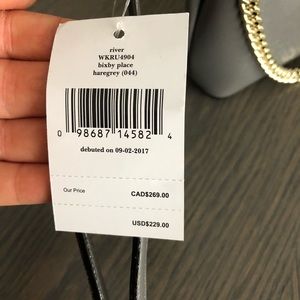 river
WKRU4904
bixby place
haregrey (044)
0 98687 14582 4
debuted on 09-02-2017
Our Price CAD$269.00
USD$229.00